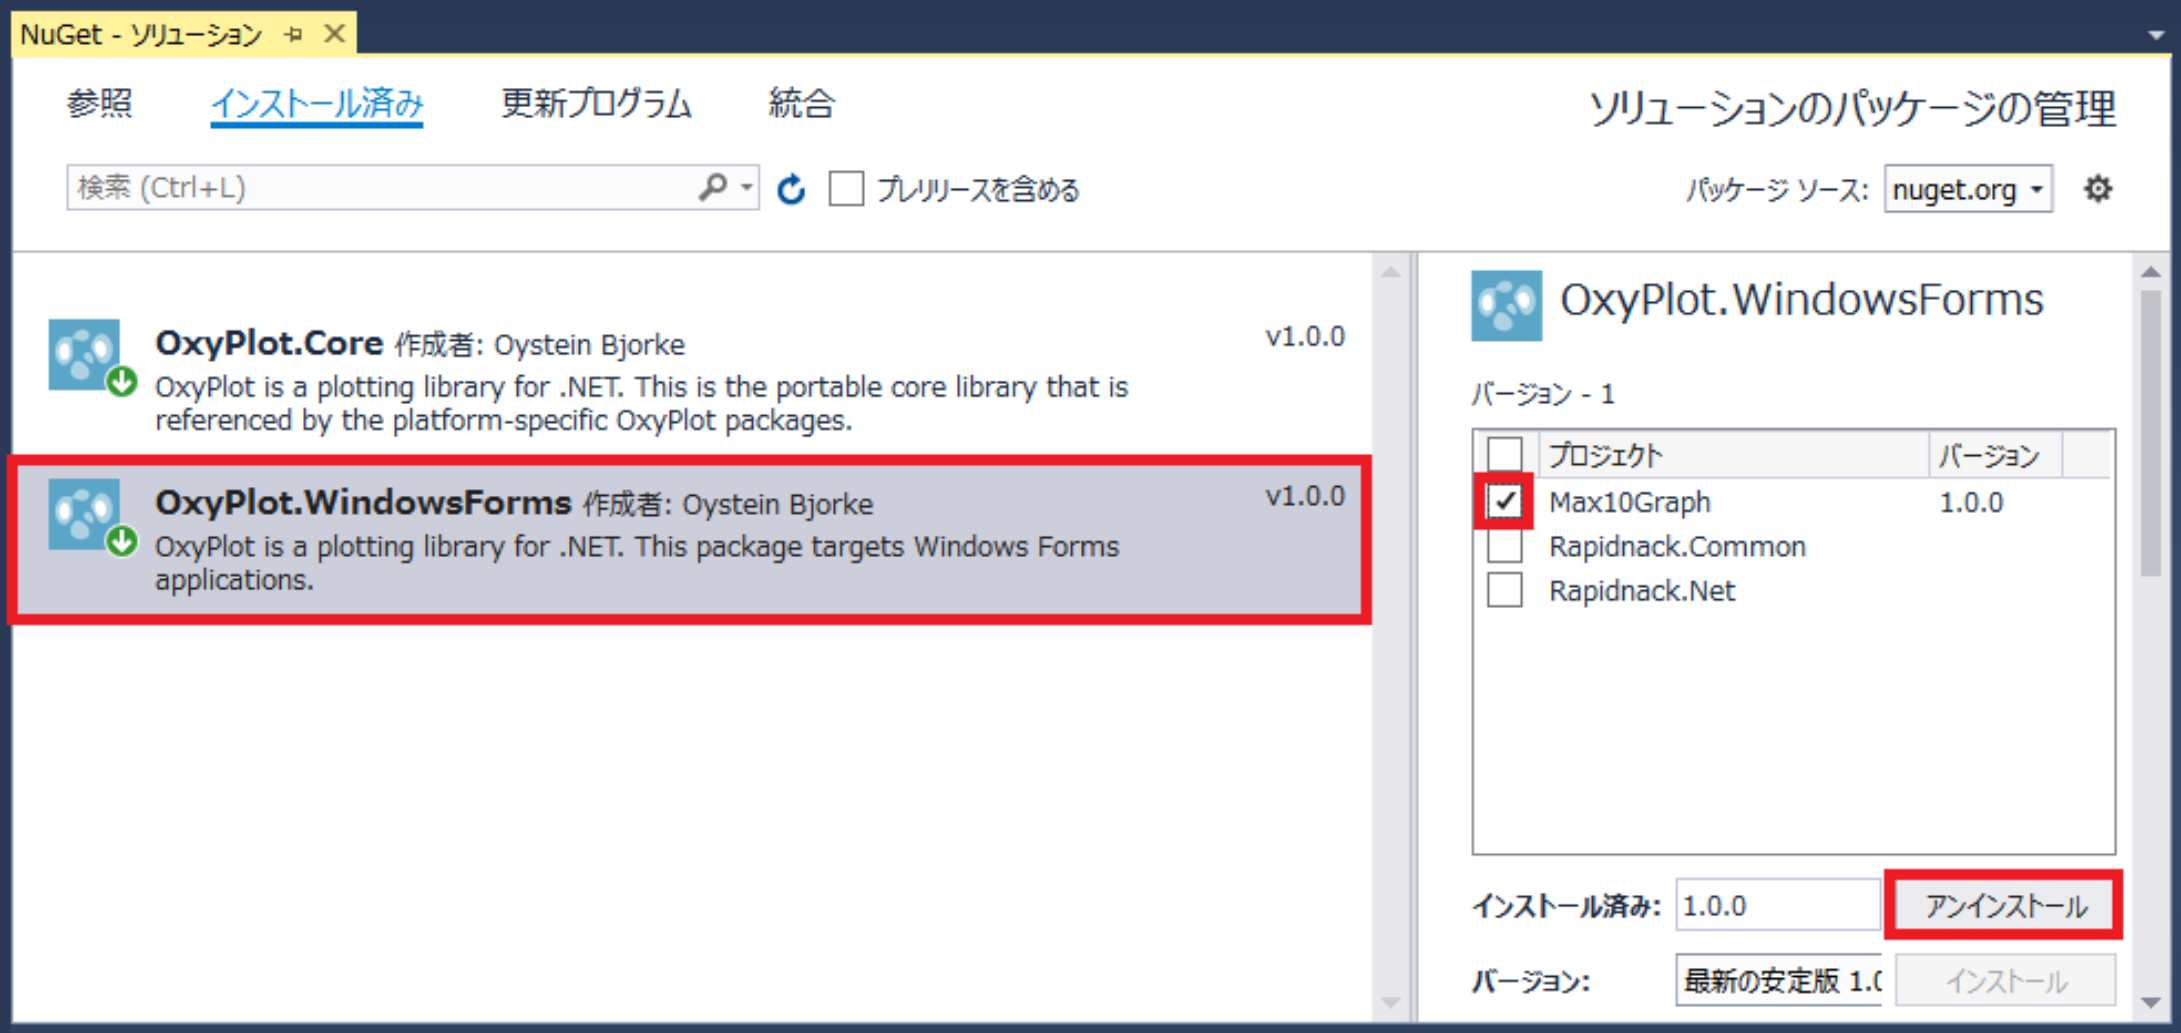 NuGet - ソリューション
参照 インストール済み 更新プログラム 統合
ソリューションのパッケージの管理
検索 (Ctrl+L)
プレリリースを含める
パッケージ ソース: nuget.org
OxyPlot.Core 作成者: Oystein Bjorke v1.0.0
OxyPlot is a plotting library for .NET. This is the portable core library that is
referenced by the platform-specific OxyPlot packages.
OxyPlot.WindowsForms 作成者: Oystein Bjorke v1.0.0
OxyPlot is a plotting library for .NET. This package targets Windows Forms
applications.
OxyPlot.WindowsForms
バージョン - 1
プロジェクト バージョン
Max10Graph 1.0.0
Rapidnack.Common
Rapidnack.Net
インストール済み: 1.0.0 アンインストール
バージョン: 最新の安定版 1.0 インストール